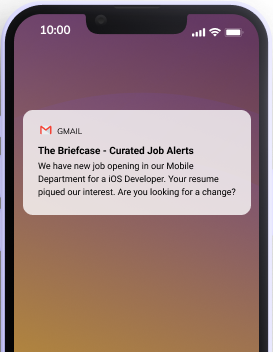 10:00
GMAIL
The Briefcase - Curated Job Alerts
We have new job opening in our Mobile
Department for a iOS Developer. Your resume
piqued our interest. Are you looking for a change?